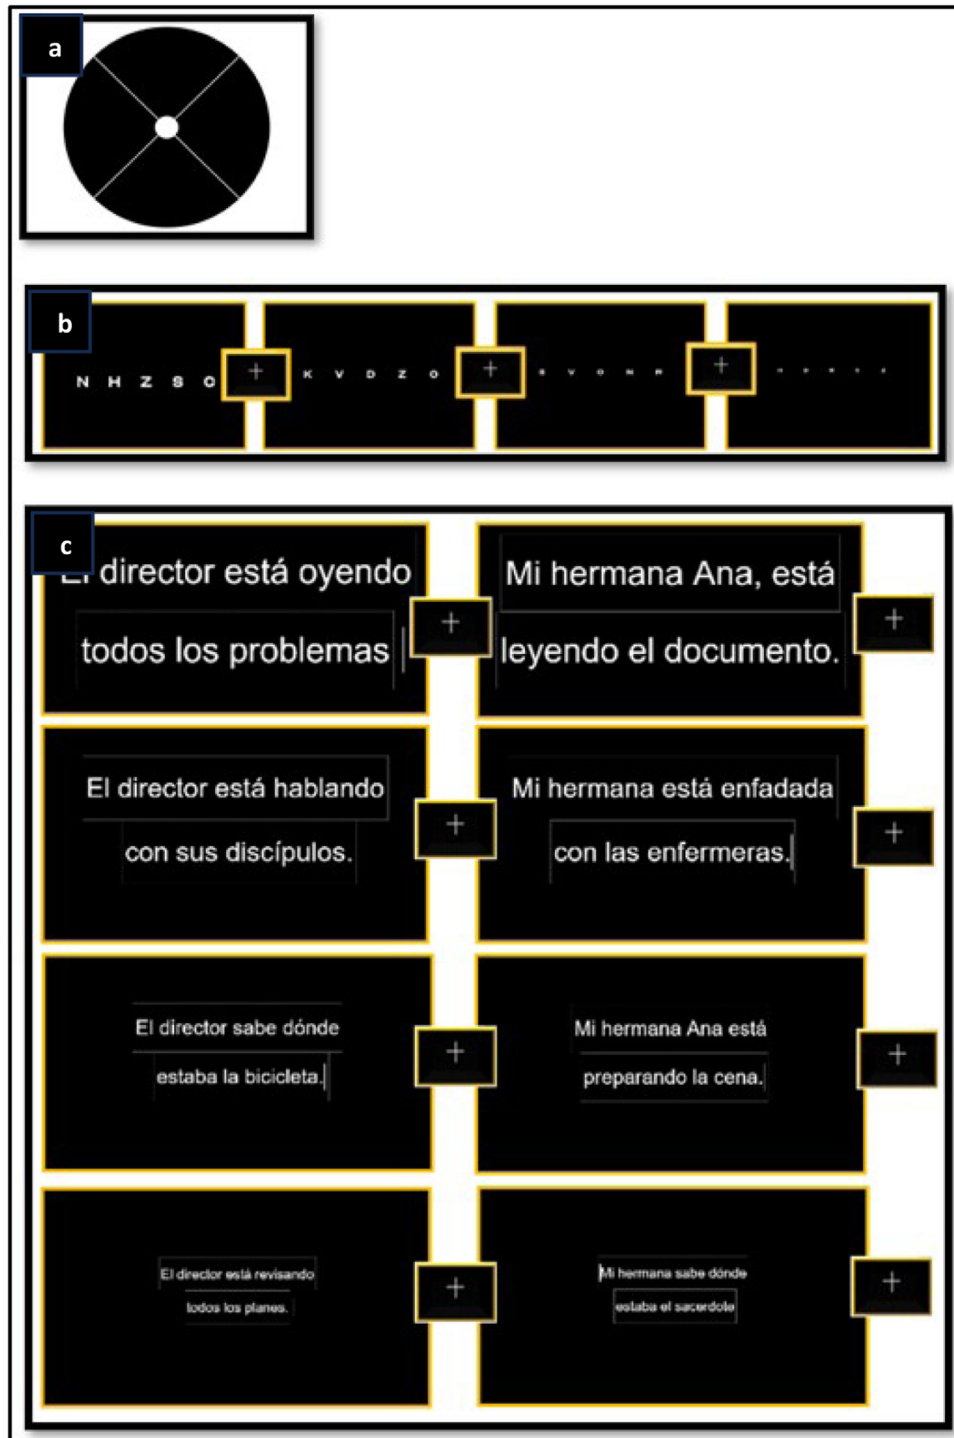 a
b
N H Z S C
K V D Z O
S V O N R
c
El director está oyendo
todos los problemas
Mi hermana Ana, está
leyendo el documento.
El director está hablando
con sus discípulos.
Mi hermana está enfadada
con las enfermeras.
El director sabe dónde
estaba la bicicleta.
Mi hermana Ana está
preparando la cena.
El director está revisando
todos los planes.
Mi hermana sabe dónde
estaba el sacerdote